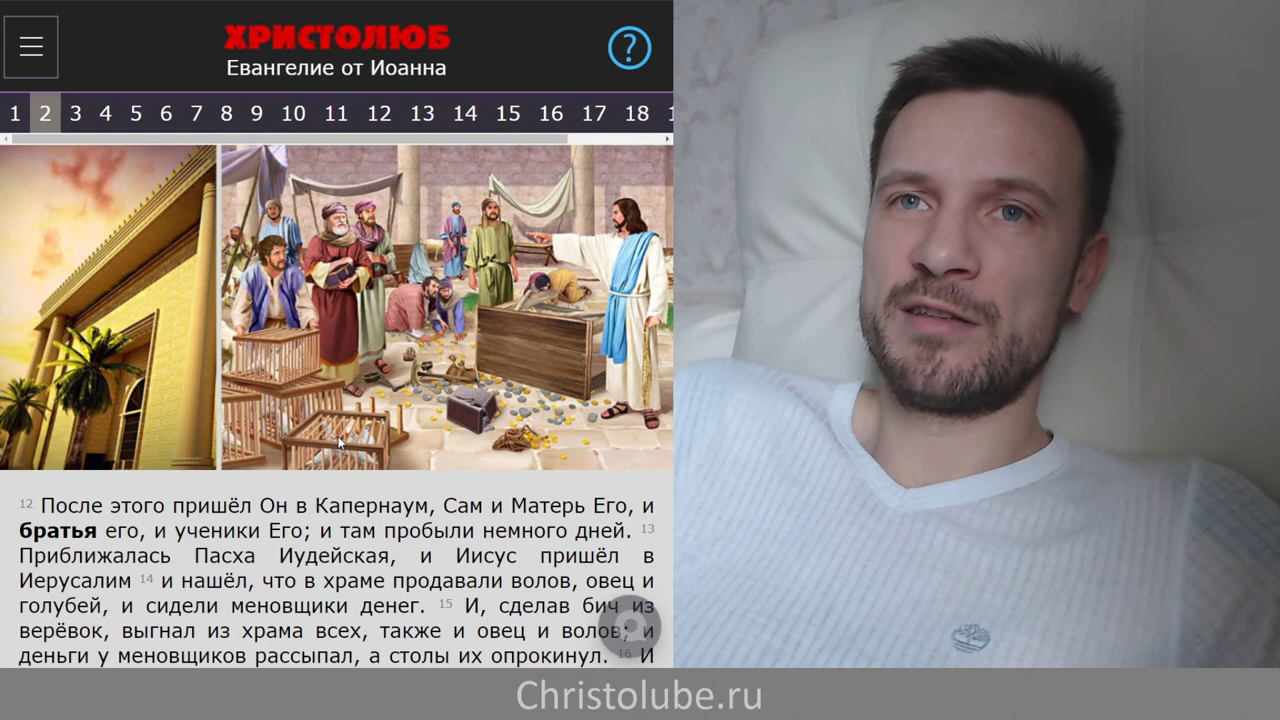 ХРИСТОЛЮБ
Евангелие от Иоанна
?
1 2 3 4 5 6 7 8 9 10 11 12 13 14 15 16 17 18
12 После этого пришёл Он в Капернаум, Сам и Матерь Его, и
братья его, и ученики Его; и там пробыли немного дней. 13
Приближалась Пасха Иудейская, и Иисус пришёл в
Иерусалим 14 и нашёл, что в храме продавали волов, овец и
голубей, и сидели меновщики денег. 15 И, сделав бич из
верёвок, выгнал из храма всех, также и овец и волов; и
деньги у меновщиков рассыпал, а столы их опрокинул. 16 И
Christolube.ru